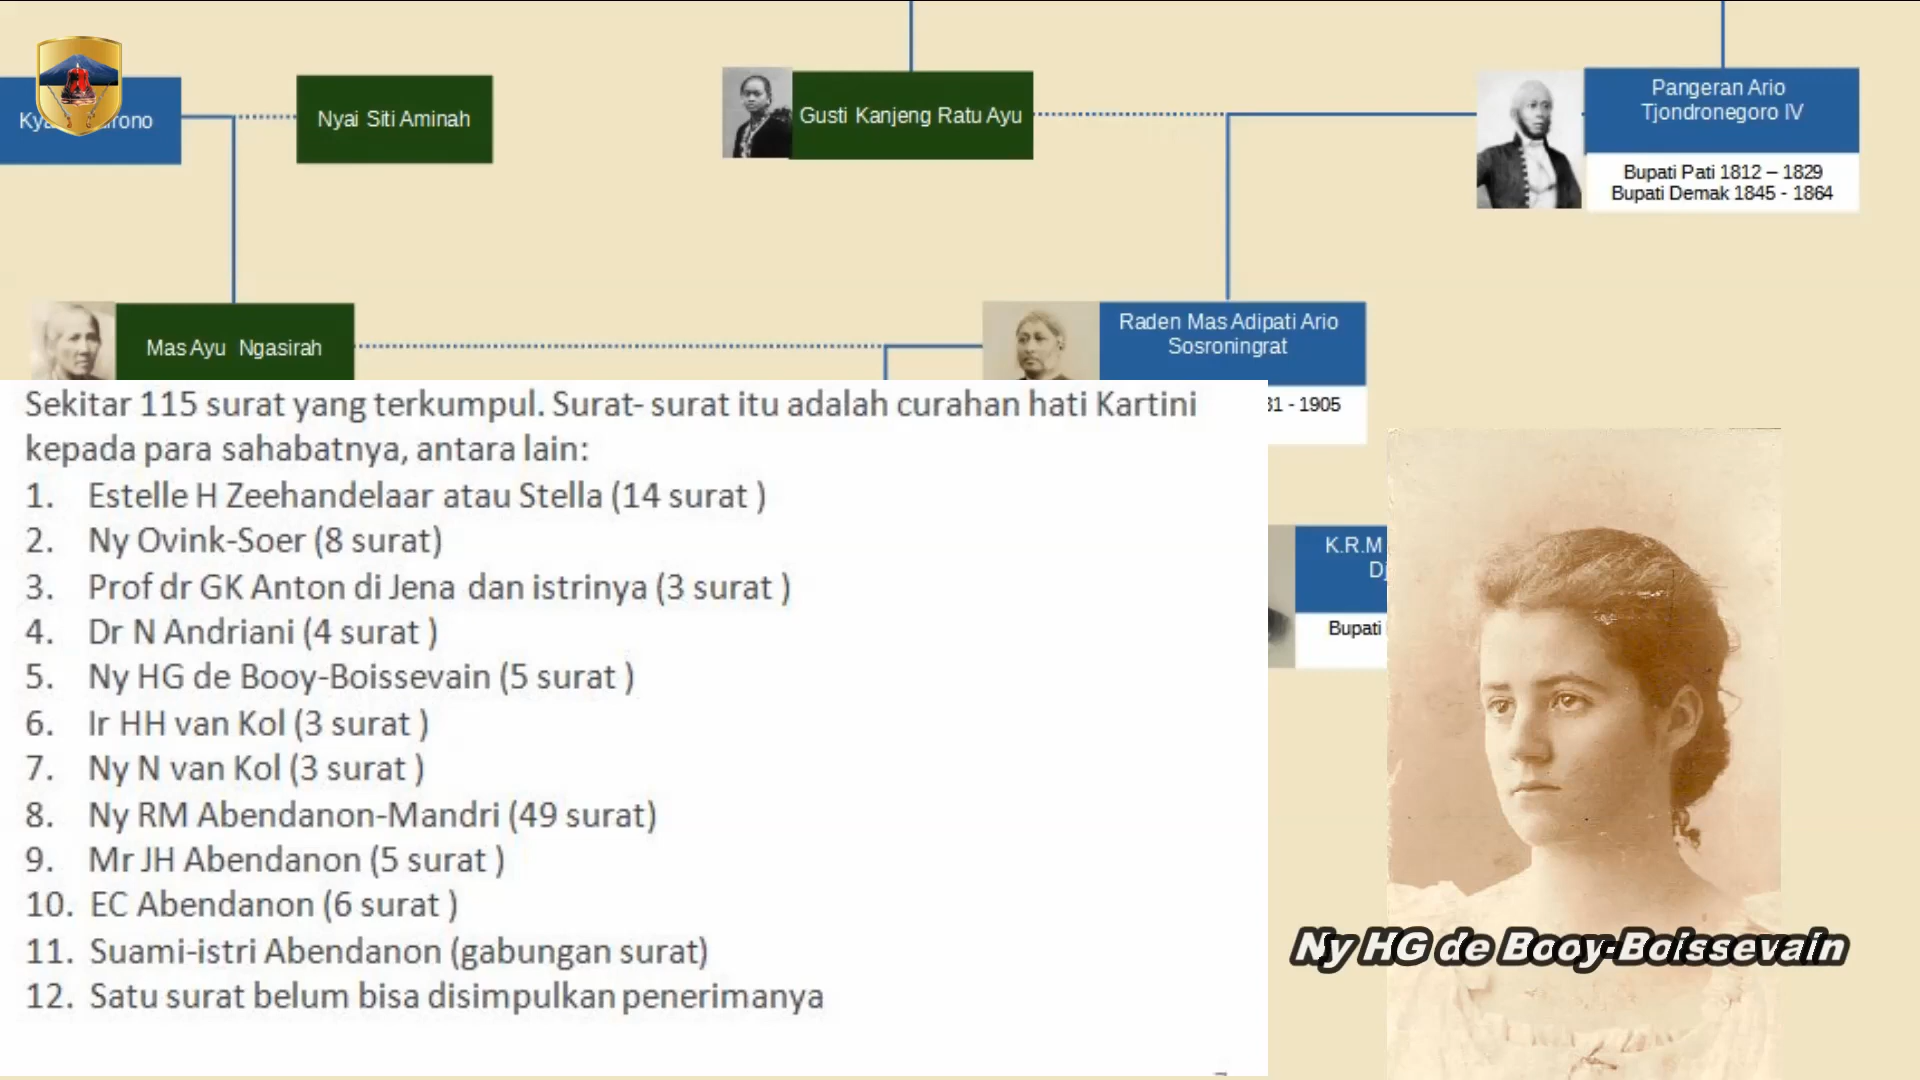 Nyai Siti Aminah
Gusti Kanjeng Ratu Ayu
Pangeran Ario
Tjondronegoro IV
Bupati Pati 1812 – 1829
Bupati Demak 1845 - 1864
Mas Ayu Ngasirah
Raden Mas Adipati Ario
Sosroningrat
1 - 1905
Sekitar 115 surat yang terkumpul. Surat- surat itu adalah curahan hati Kartini
kepada para sahabatnya, antara lain:
1. Estelle H Zeehandelaar atau Stella (14 surat )
2. Ny Ovink-Soer (8 surat)
3. Prof dr GK Anton di Jena dan istrinya (3 surat )
4. Dr N Andriani (4 surat )
5. Ny HG de Booy-Boissevain (5 surat )
6. Ir HH van Kol (3 surat )
7. Ny N van Kol (3 surat )
8. Ny RM Abendanon-Mandri (49 surat)
9. Mr JH Abendanon (5 surat )
10. EC Abendanon (6 surat )
11. Suami-istri Abendanon (gabungan surat)
12. Satu surat belum bisa disimpulkan penerimanya
K.R.M
Bupati
Ny HG de Booy-Boissevain